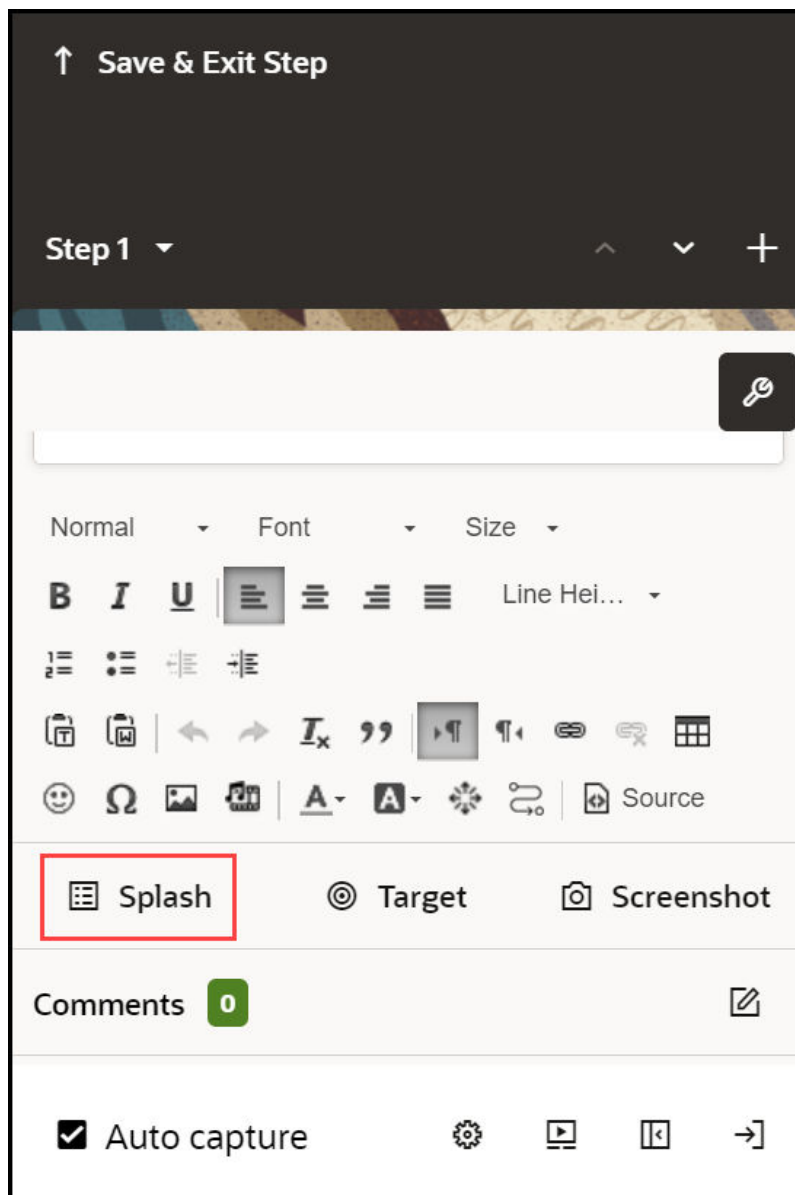 Save & Exit Step
Step 1
Normal Font Size
B I U Line Hei...
Source
Splash Target Screenshot
Comments 0
Auto capture